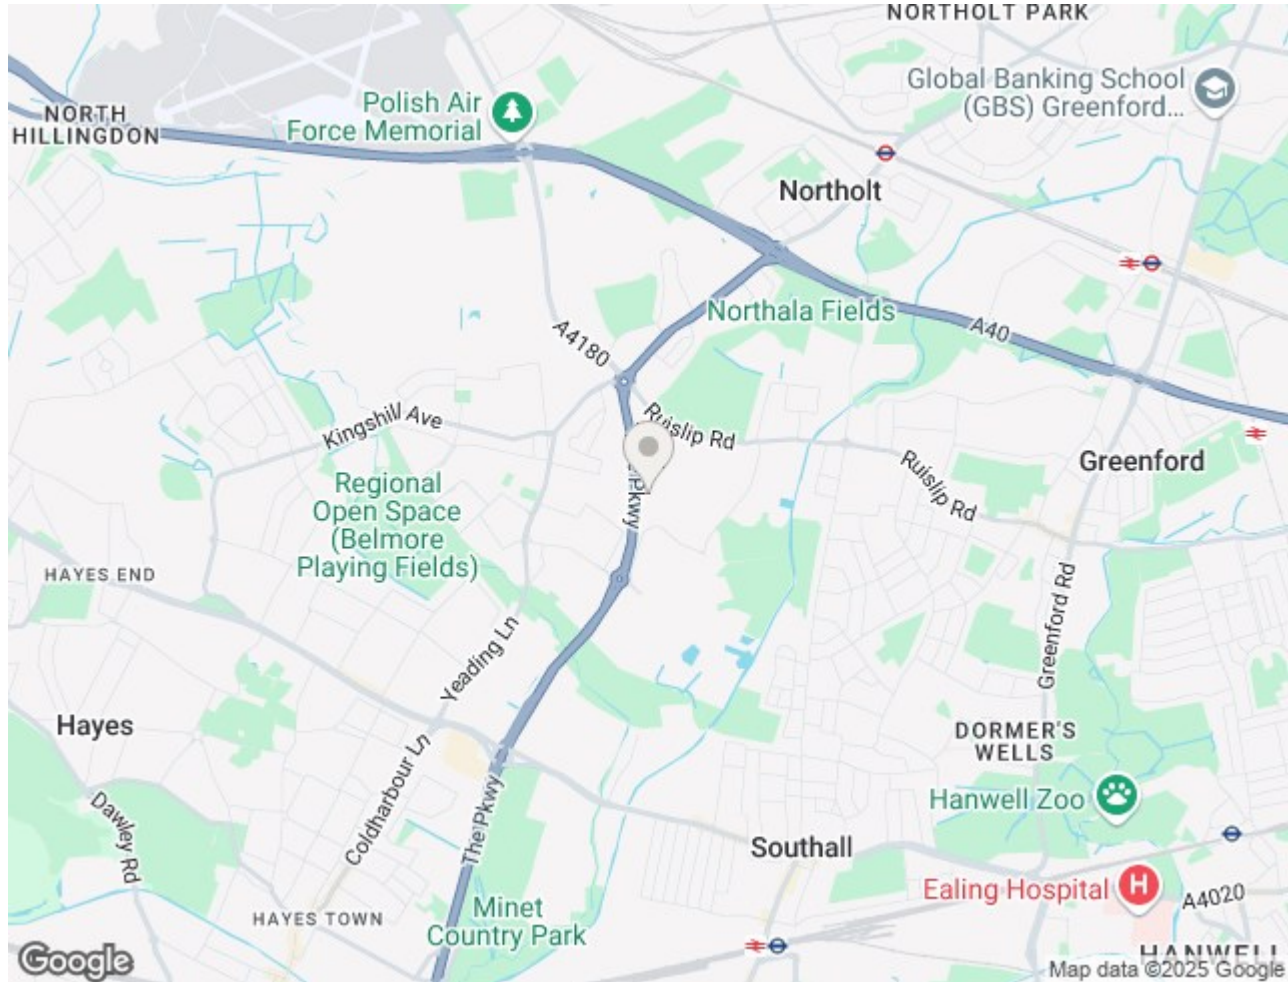 NORTHOLT PARK
Global Banking School
(GBS) Greenford...
Polish Air
Force Memorial
NORTH
HILLINGDON
Northolt
Northala Fields
A40
A4180
Kingshill Ave
Ruislip Rd
Ruislip Rd
Greenford
Pkwy
Regional
Open Space
(Belmore
Playing Fields)
HAYES END
Greenford Rd
Yeading Ln
Hayes
DORMER'S
WELLS
Coldharbour Ln
Hanwell Zoo
Dawley Rd
The Pkwy
Southall
Ealing Hospital
H
A4020
HAYES TOWN
Minet
Country Park
HANWELL
Google
Map data ©2025 Google